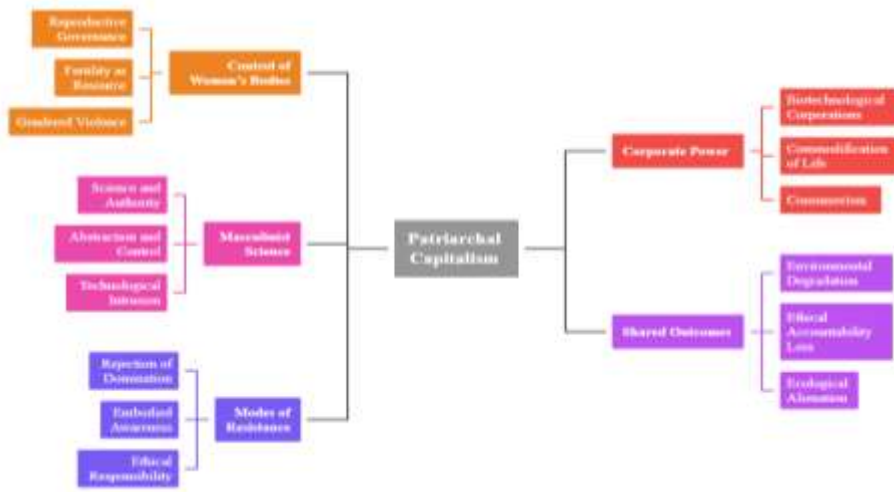 Reproductive
Governance
Fertility as
Resource
Gendered Violence
Control of
Women's Bodies
Science and
Authority
Abstraction and
Control
Technological
Intrusion
Masculinist
Science
Rejection of
Domination
Embodied
Awareness
Ethical
Responsibility
Modes of
Resistance
Patriarchal
Capitalism
Corporate Power
Biotechnological
Corporations
Commodification
of Life
Consumerism
Shared Outcomes
Environmental
Degradation
Ethical
Accountability
Loss
Ecological
Alienation